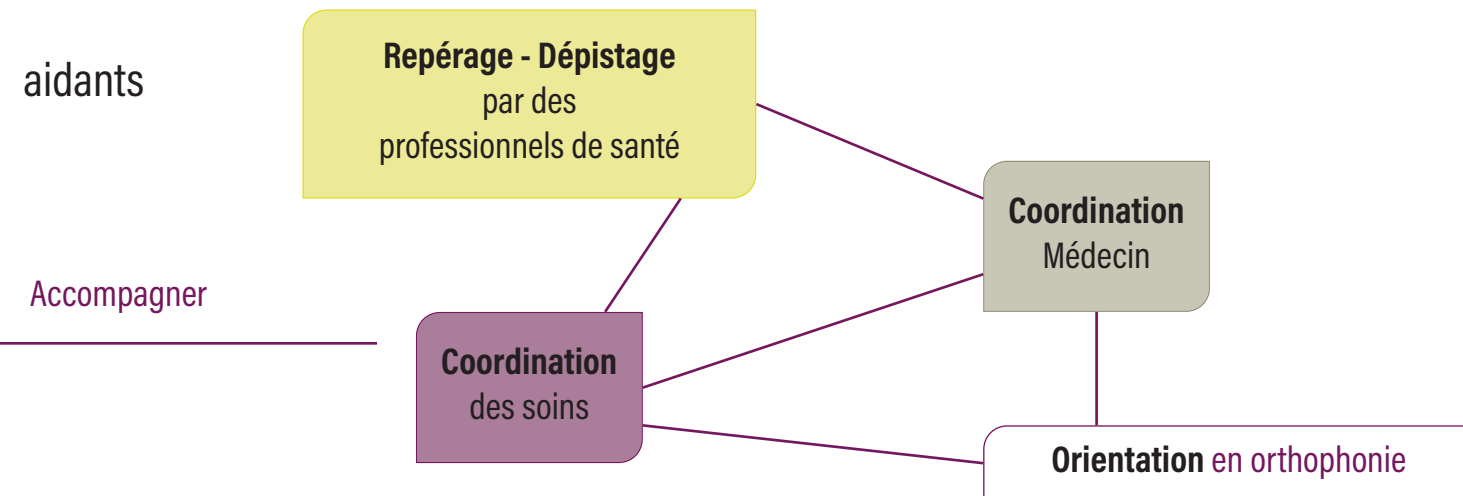 aidants
Repérage - Dépistage
par des
professionnels de santé
Coordination
Médecin
Accompagner
Coordination
des soins
Orientation en orthophonie